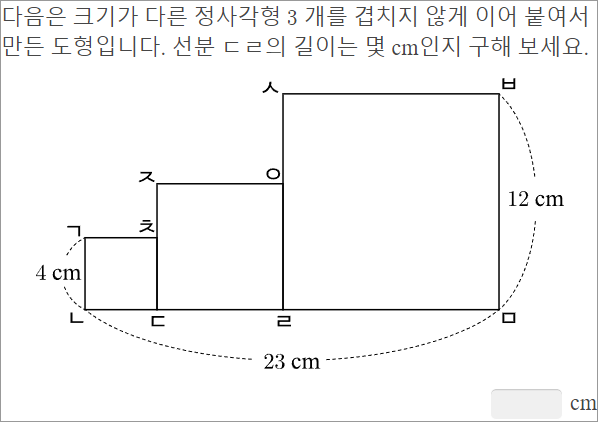 다음은 크기가 다른 정사각형 3 개를 겹치지 않게 이어 붙여서
만든 도형입니다. 선분 ㄷㄹ의 길이는 몇 cm인지 구해 보세요.
ㅅ
ㅂ
ㅈ
ㅇ
12 cm
ㄱ
ㅊ
4 cm
ㄴ
ㄷ
ㄹ
ㅁ
23 cm
cm